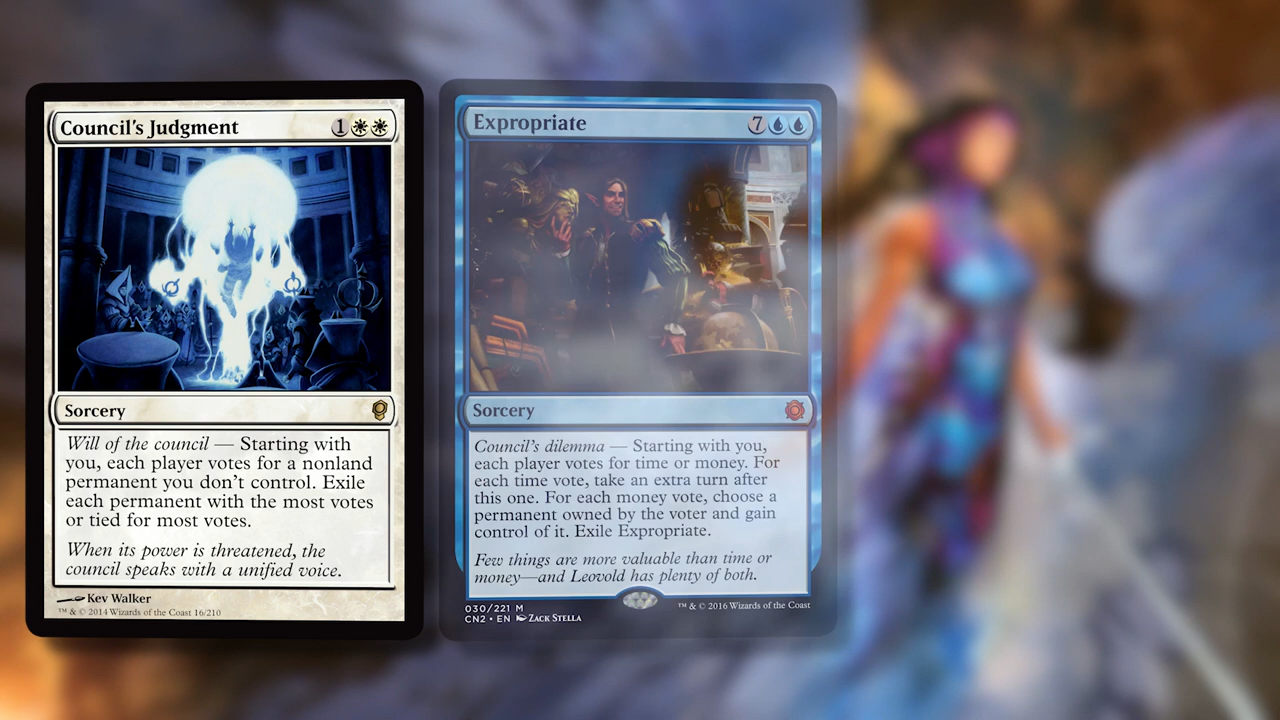 Council's Judgment
1
Sorcery
Will of the council — Starting with
you, each player votes for a nonland
permanent you don't control. Exile
each permanent with the most votes
or tied for most votes.
When its power is threatened, the
council speaks with a unified voice.
Kev Walker
™ & © 2014 Wizards of the Coast 16/210
Expropriate
7
Sorcery
Council's dilemma — Starting with you,
each player votes for time or money. For
each time vote, take an extra turn after
this one. For each money vote, choose a
permanent owned by the voter and gain
control of it. Exile Expropriate.
Few things are more valuable than time or
money—and Leovold has plenty of both.
030/221 M
CN2 • EN Zack Stella
™ & © 2016 Wizards of the Coast